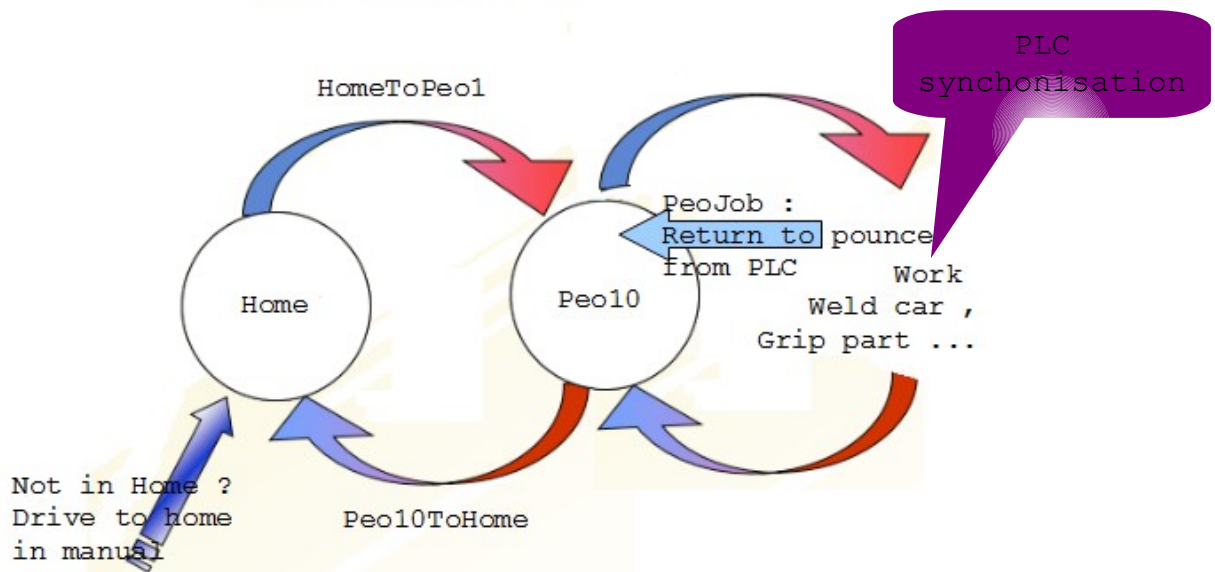 PLC
synchonisation
HomeToPeo1
PeoJob :
Return to pounce
from PLC
Home
Peo10
Work
Weld car ,
Grip part ...
Not in Home ?
Drive to home
in manual
Peo10ToHome